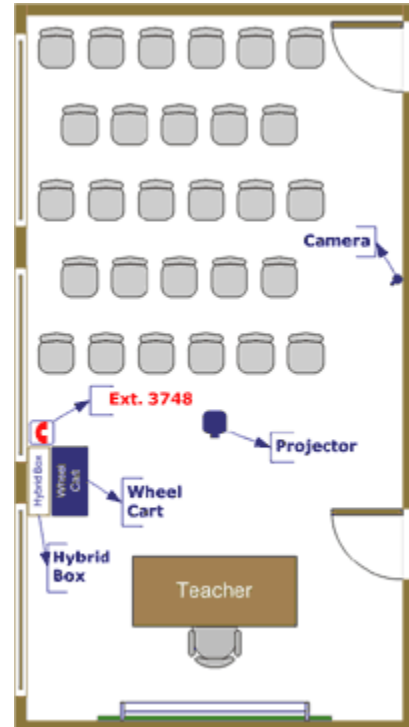 Camera
Ext. 3748
Projector
Hybrid Box
Wheel
Cart
Wheel
Cart
Hybrid
Box
Teacher